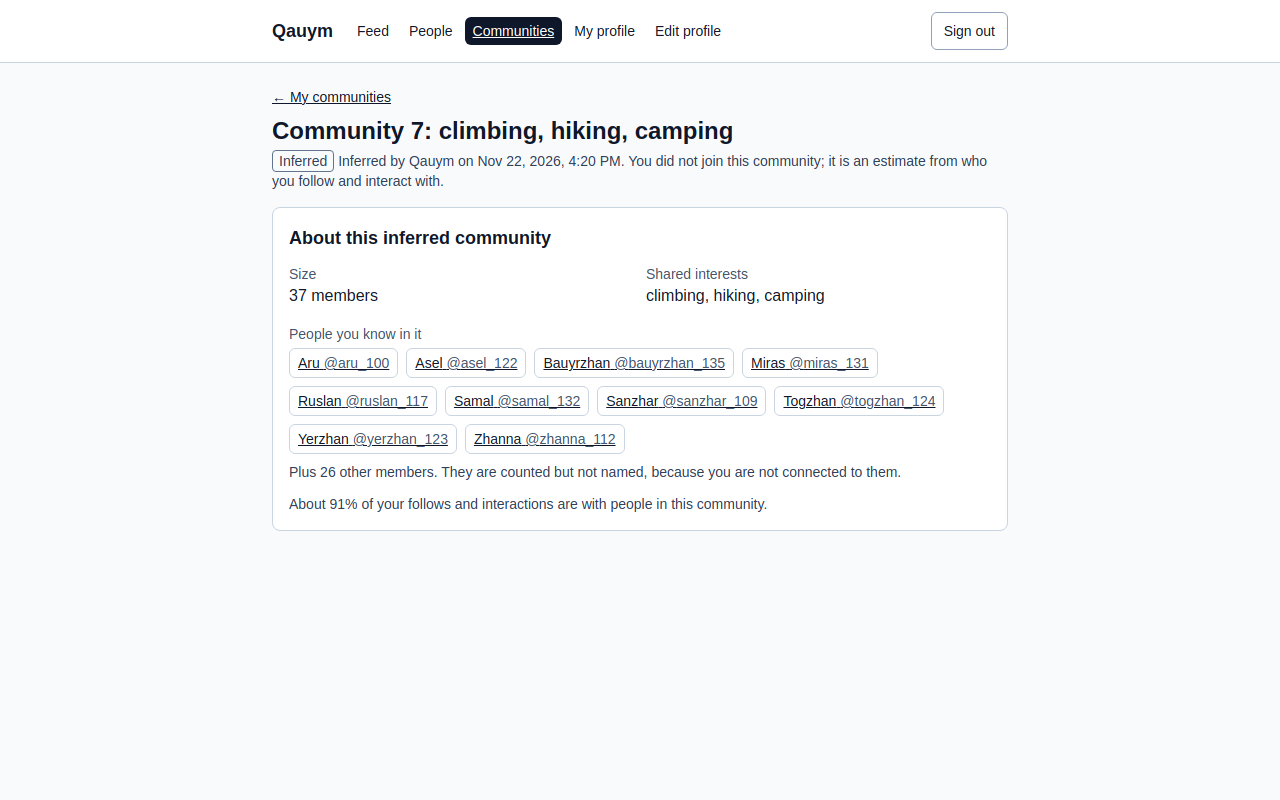 Qauym Feed People Communities My profile Edit profile Sign out
← My communities
Community 7: climbing, hiking, camping
Inferred Inferred by Qauym on Nov 22, 2026, 4:20 PM. You did not join this community; it is an estimate from who
you follow and interact with.
About this inferred community
Size
37 members
Shared interests
climbing, hiking, camping
People you know in it
Aru @aru_100 Asel @asel_122 Bauyrzhan @bauyrzhan_135 Miras @miras_131
Ruslan @ruslan_117 Samal @samal_132 Sanzhar @sanzhar_109 Togzhan @togzhan_124
Yerzhan @yerzhan_123 Zhanna @zhanna_112
Plus 26 other members. They are counted but not named, because you are not connected to them.
About 91% of your follows and interactions are with people in this community.